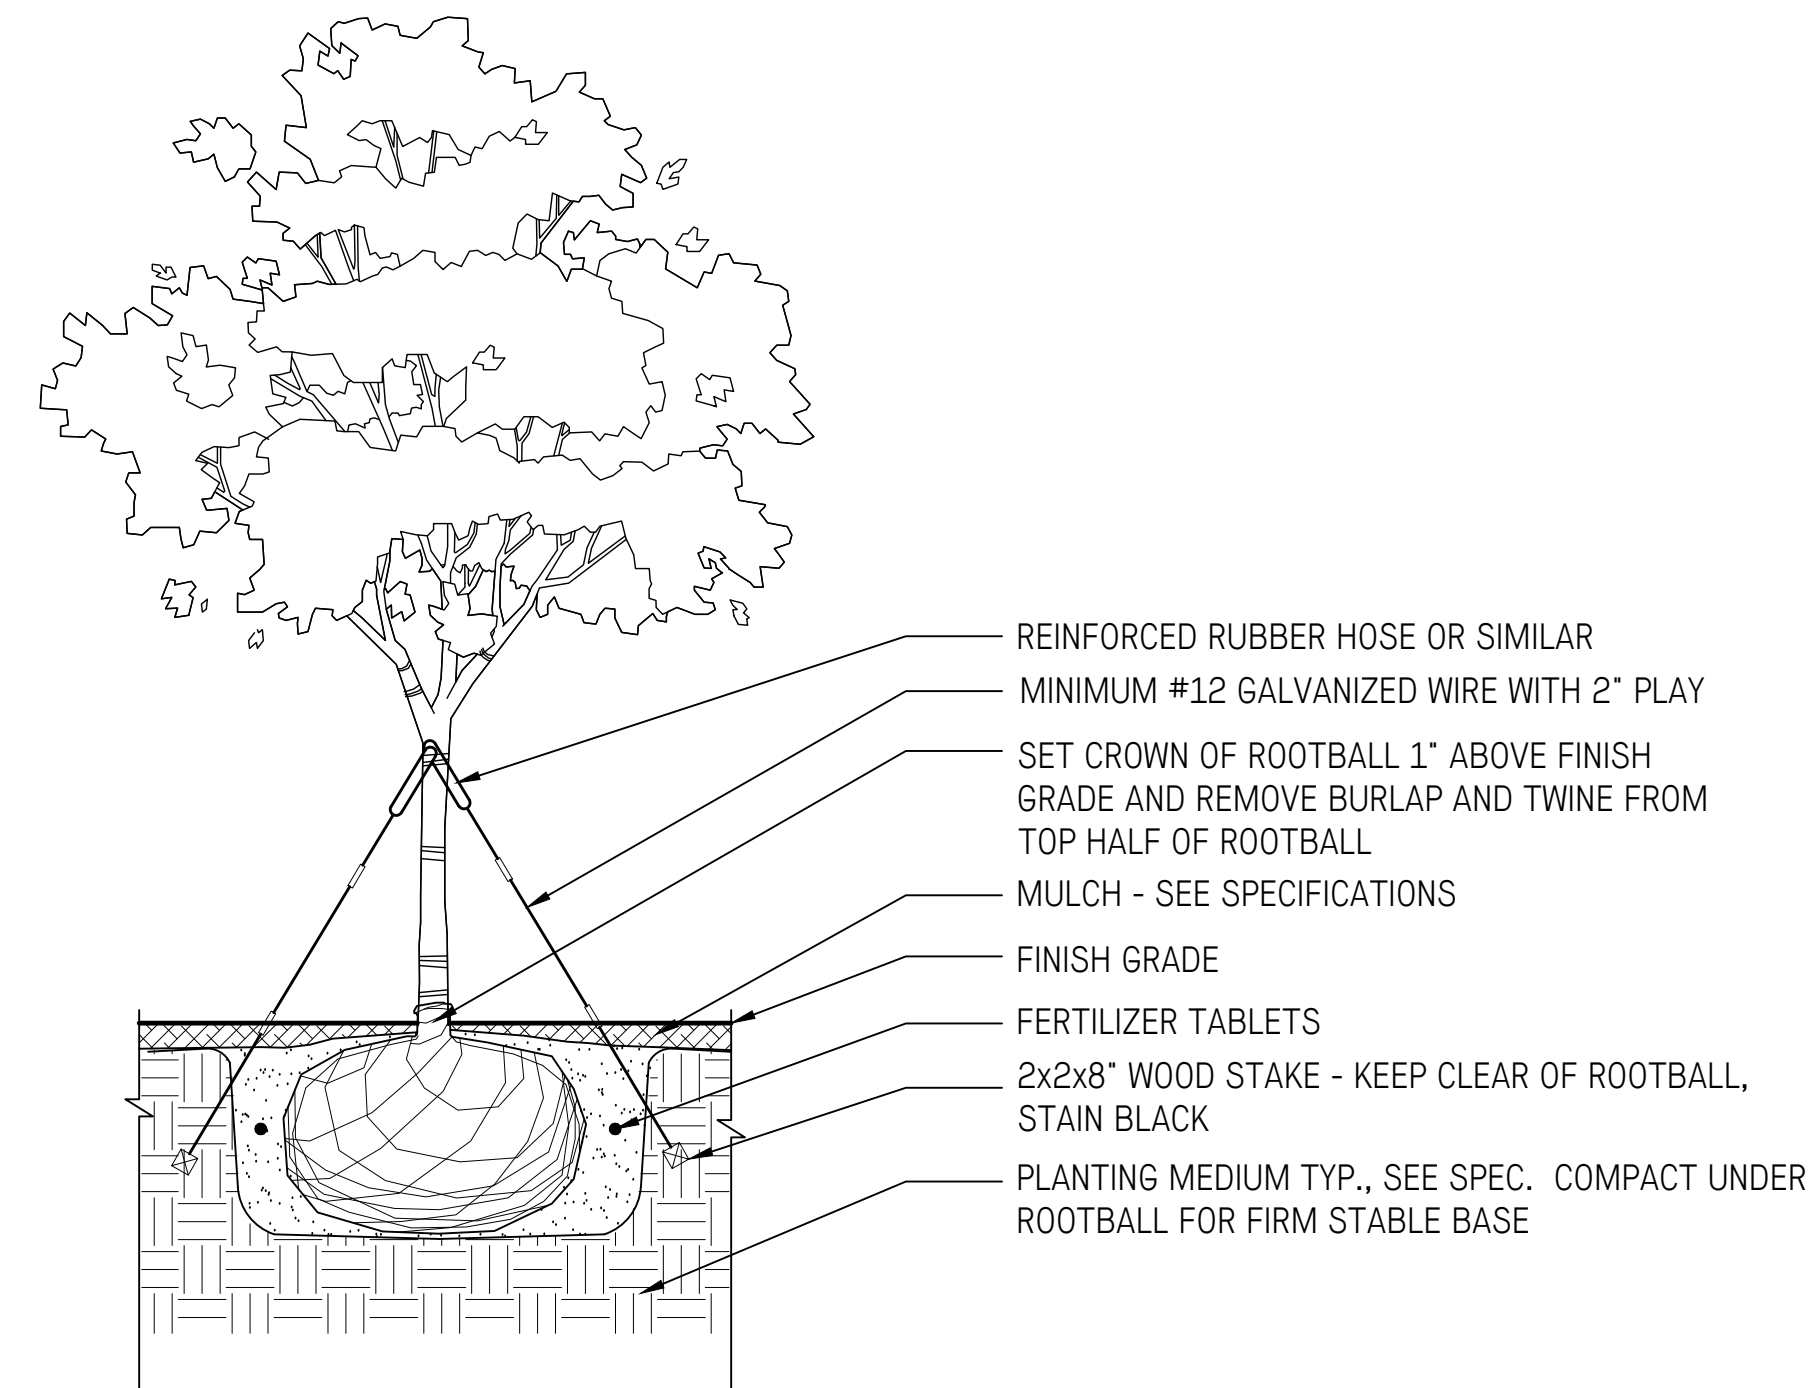 REINFORCED RUBBER HOSE OR SIMILAR
MINIMUM #12 GALVANIZED WIRE WITH 2" PLAY
SET CROWN OF ROOTBALL 1" ABOVE FINISH
GRADE AND REMOVE BURLAP AND TWINE FROM
TOP HALF OF ROOTBALL
MULCH - SEE SPECIFICATIONS
FINISH GRADE
FERTILIZER TABLETS
2x2x8" WOOD STAKE - KEEP CLEAR OF ROOTBALL,
STAIN BLACK
PLANTING MEDIUM TYP., SEE SPEC. COMPACT UNDER
ROOTBALL FOR FIRM STABLE BASE